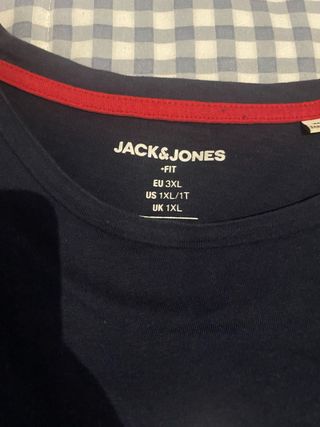 JACK&JONES
+FIT
EU 3XL
US 1XL/1T
UK 1XL